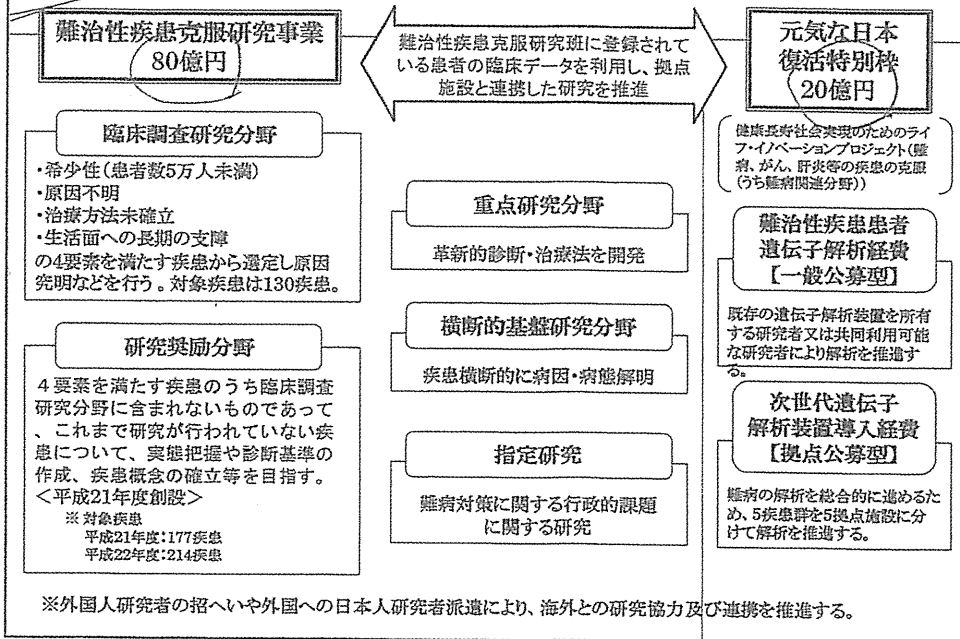 難治性疾患克服研究事業
80億円
難治性疾患克服研究班に登録されて
いる患者の臨床データを利用し、拠点
施設と連携した研究を推進
元気な日本
復活特別枠
20億円
健康長寿社会実現のためのライ
フ・イノベーションプロジェクト(難
病、がん、肝炎等の疾患の克服
(うち難病関連分野))
臨床調査研究分野
・希少性(患者数5万人未満)
・原因不明
・治療方法未確立
・生活面への長期の支障
の4要素を満たす疾患から選定し原因
究明などを行う。対象疾患は130疾患。
研究奨励分野
4要素を満たす疾患のうち臨床調査
研究分野に含まれないものであって
、これまで研究が行われていない疾
患について、実態把握や診断基準の
作成、疾患概念の確立等を目指す。
<平成21年度創設>
※ 対象疾患
平成21年度:177疾患
平成22年度:214疾患
重点研究分野
革新的診断・治療法を開発
横断的基盤研究分野
疾患横断的に病因・病態解明
指定研究
難病対策に関する行政的課題
に関する研究
難治性疾患患者
遺伝子解析経費
【一般公募型】
既存の遺伝子解析装置を所有
する研究者又は共同利用可能
な研究者により解析を推進す
る。
次世代遺伝子
解析装置導入経費
【拠点公募型】
難病の解析を総合的に進めるた
め、5疾患群を5拠点施設に分
けて解析を推進する。
※外国人研究者の招へいや外国への日本人研究者派遣により、海外との研究協力及び連携を推進する。